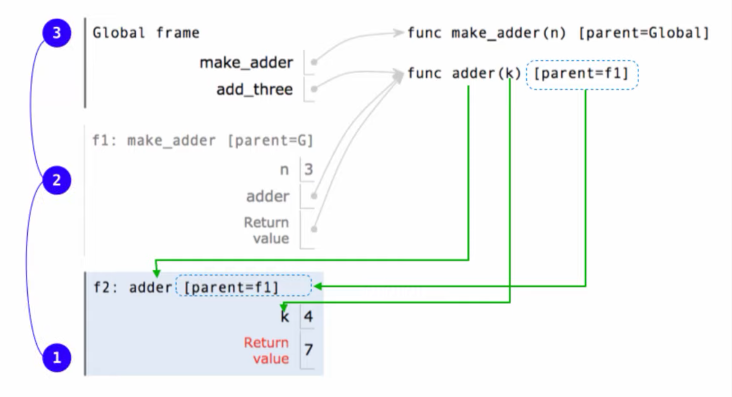 3
Global frame
make_adder
add_three
func make_adder(n) [parent=Global]
func adder(k) [parent=f1]
2
f1: make_adder [parent=G]
n 3
adder
Return
value
1
f2: adder [parent=f1]
k 4
Return
value 7